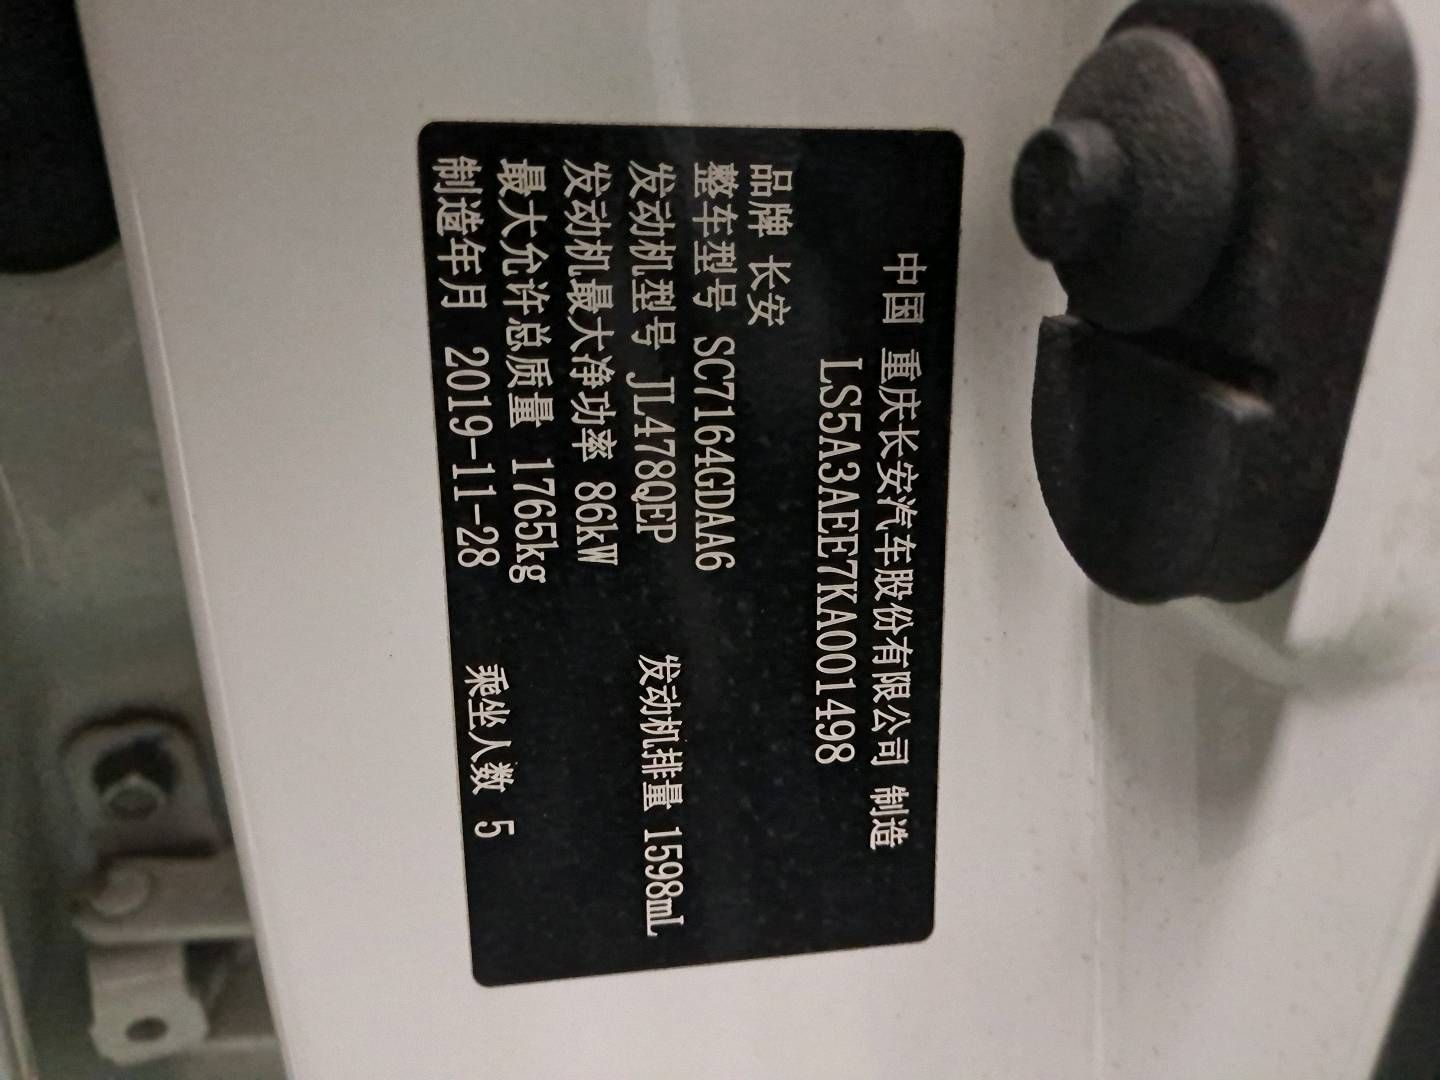 中国 重庆长安汽车股份有限公司 制造
LS5A3AEE7KA001498
品牌 长安
整车型号 SC7164GDAA6
发动机型号 JL478QEP 发动机排量 1598mL
发动机最大净功率 86kW
最大允许总质量 1765kg
制造年月 2019-11-28 乘坐人数 5